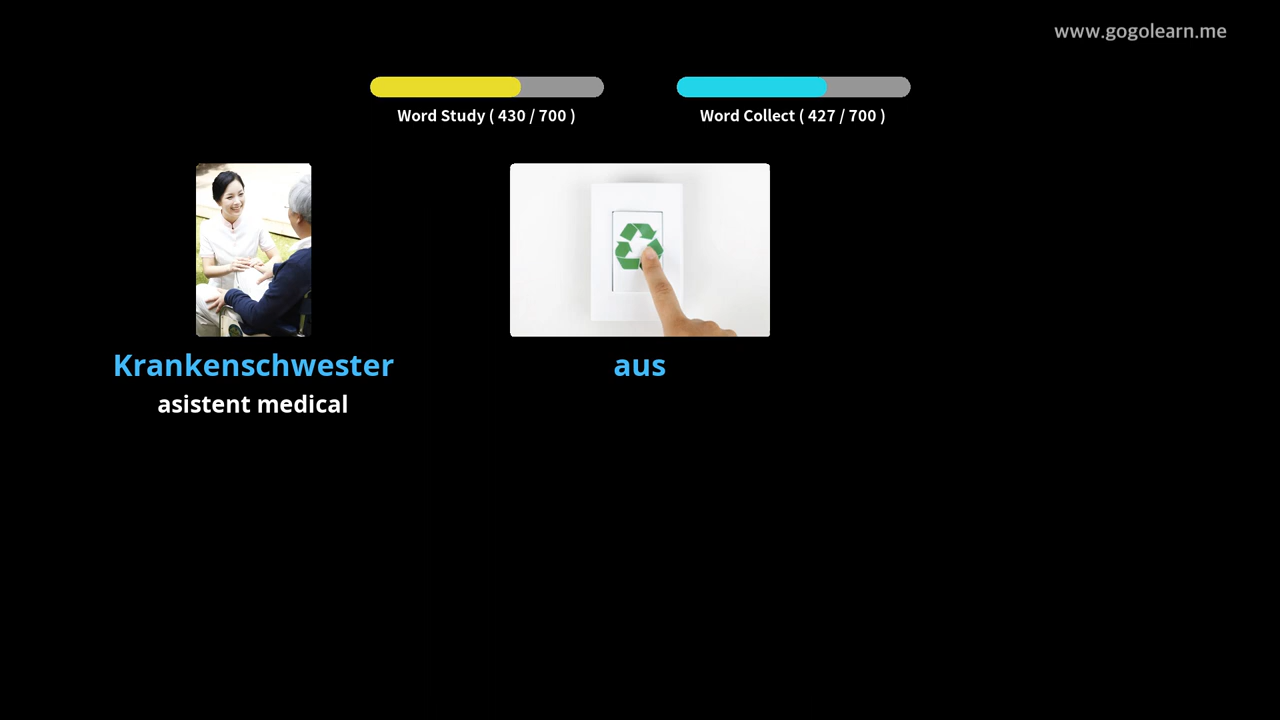 www.gogolearn.me
Word Study ( 430 / 700 )
Word Collect ( 427 / 700 )
Krankenschwester
asistent medical
aus